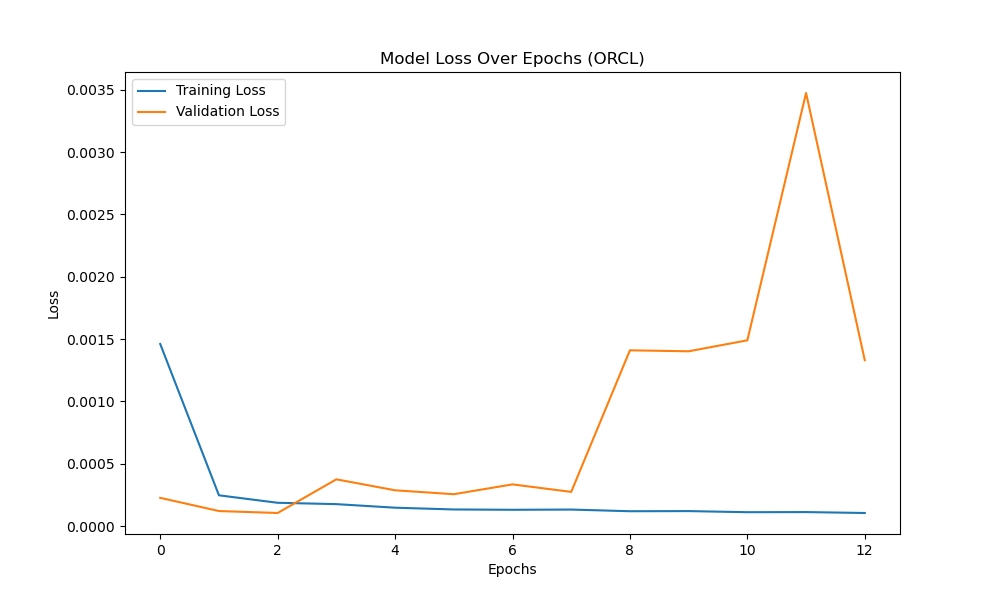 Model Loss Over Epochs (ORCL)
Training Loss
Validation Loss
0.0035
0.0030
0.0025
0.0020
0.0015
0.0010
0.0005
0.0000
Loss
0 2 4 6 8 10 12
Epochs